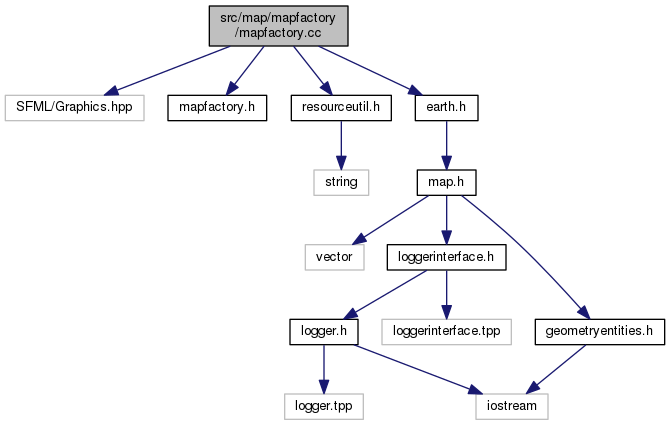 src/map/mapfactory
/mapfactory.cc
SFML/Graphics.hpp
mapfactory.h
resourceutil.h
earth.h
string
map.h
vector
loggerinterface.h
logger.h
loggerinterface.tpp
geometryentities.h
logger.tpp
iostream